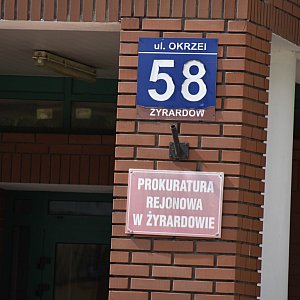 ul. OKRZEI
58
ŻYRARDÓW
PROKURATURA
REJONOWA
W ŻYRARDOWIE